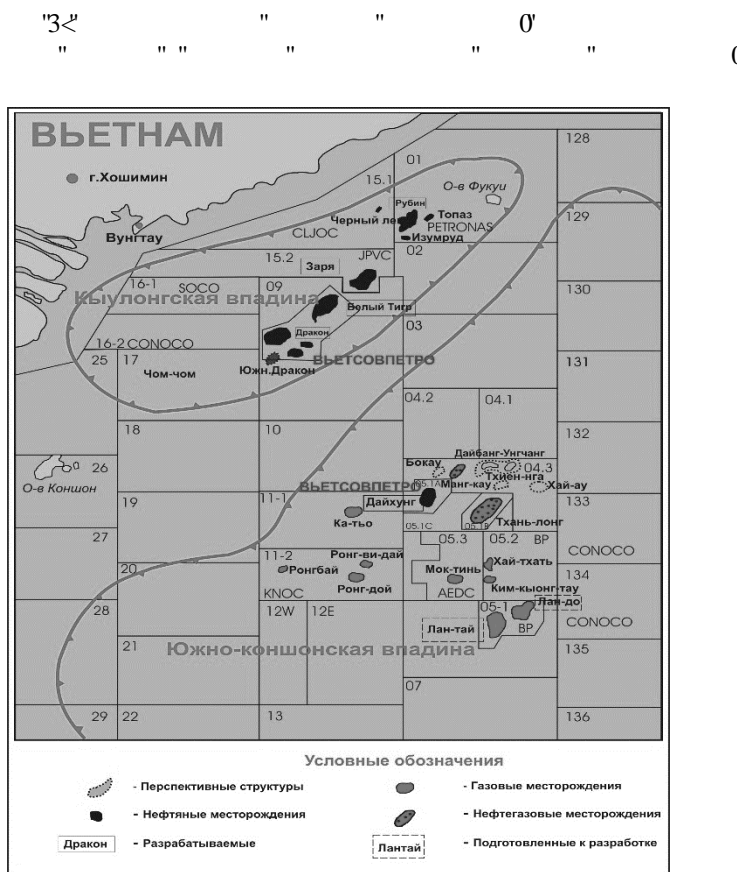 "3<"    "    "    0"
"    " "    "    "    "    0
ВЬЕТНАМ
г.Хошимин
Вунгтау
128
01
15.1
О-в Фукуи
Рубин
Топаз
Изумруд
PETRONAS
129
CLJOC
02
15.2
JPVC
Заря
16-1
SOCO
09
Кыулонгская впадина
Белый Тигр
130
03
Дракон
16-2 CONOCO
ВЬЕТСОВПЕТРО
25
17
Южн.Дракон
131
Чом-чом
04.2
04.1
18
10
132
Дайбанг-Унгчанг
Бокау
04.3
Тхиен-нга
26
О-в Коншон
ВЬЕТСОВПЕТРО
05.1A
Манг-кау
Хай-ау
19
11-1
Дайхунг
133
Ка-тьо
05.1C
05.1B
Тхань-лонг
27
05.3
05.2
BP
CONOCO
20
11-2
Ронг-ви-дай
Хай-тхать
Ронгбай
Мок-тинь
134
KNOC
Ронг-дой
AEDC
Ким-кыонг-тау
28
12W
12E
05-1
Лан-до
Лан-тай
BP
CONOCO
21
Южно-коншонская впадина
135
07
29
22
13
136
Условные обозначения
- Перспективные структуры
- Газовые месторождения
- Нефтяные месторождения
- Нефтегазовые месторождения
Дракон
- Разрабатываемые
Лантай
- Подготовленные к разработке